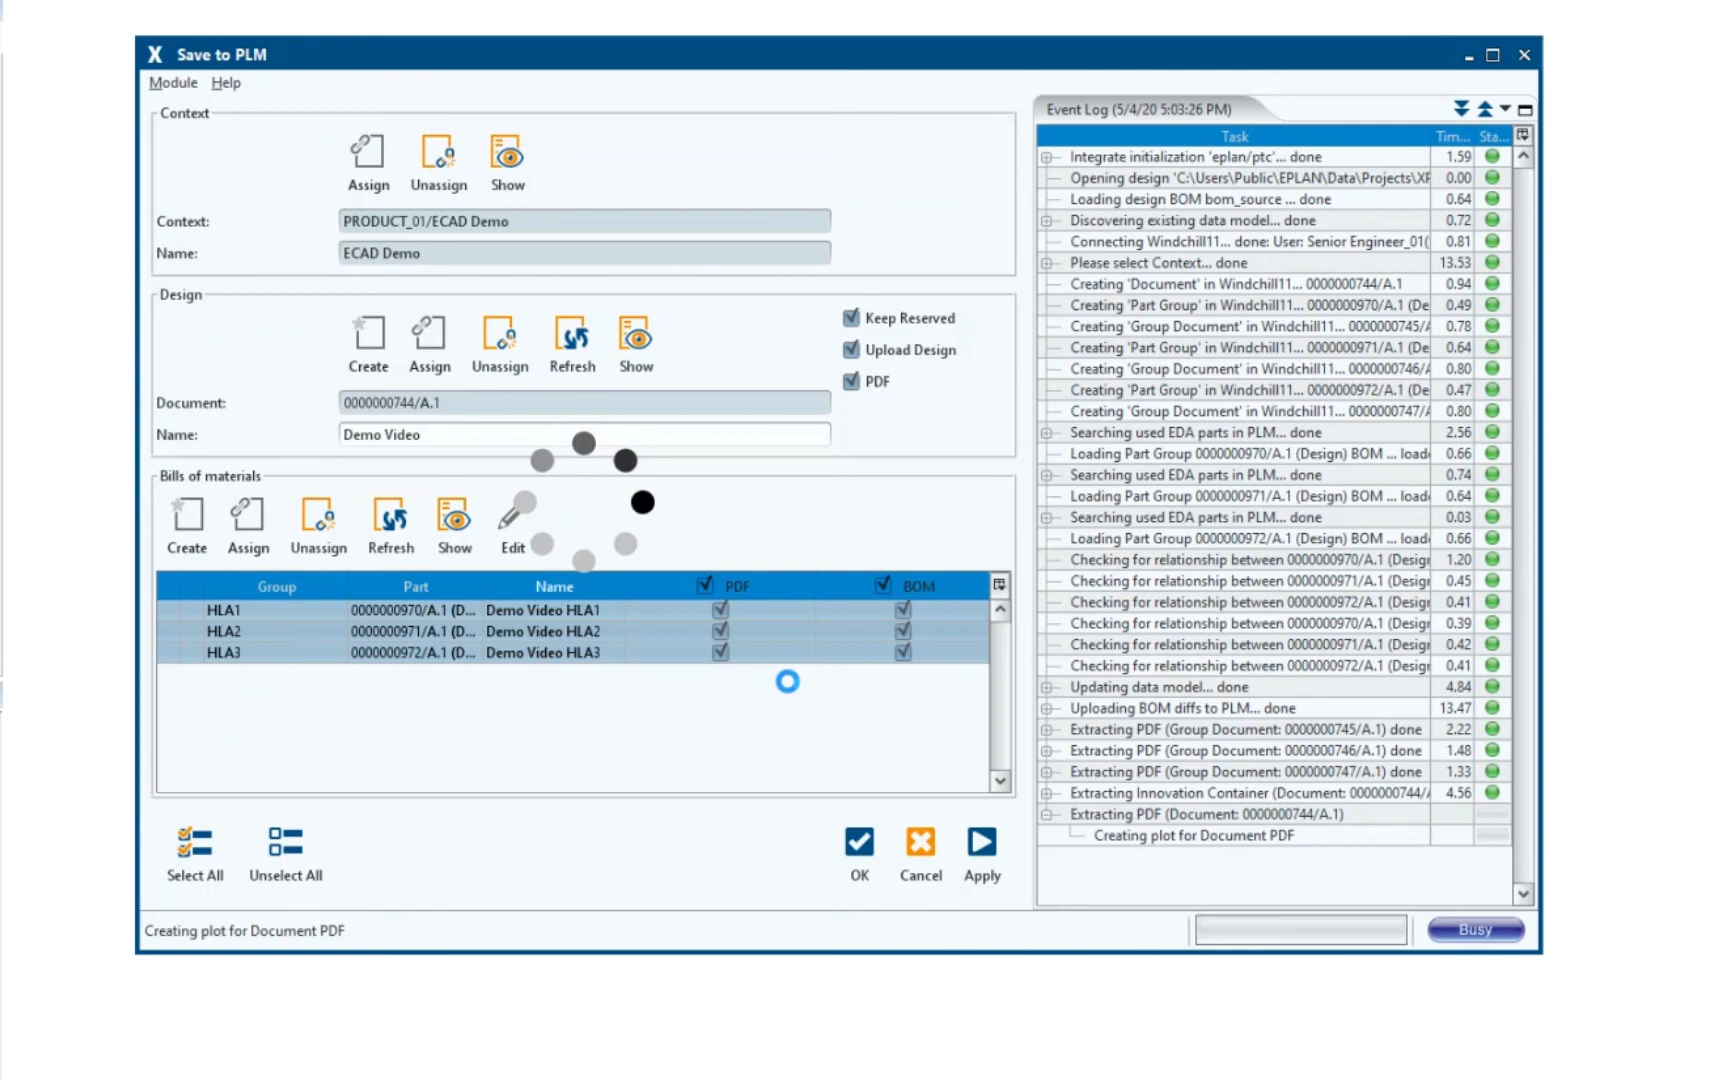 X Save to PLM
Module Help
Context
Assign Unassign Show
Context: PRODUCT_01/ECAD Demo
Name: ECAD Demo
Design
Create Assign Unassign Refresh Show
Keep Reserved
Upload Design
PDF
Document: 0000000744/A.1
Name: Demo Video
Bills of materials
Create Assign Unassign Refresh Show Edit
Group Part Name PDF BOM
HLA1 0000000970/A.1 (D... Demo Video HLA1
HLA2 0000000971/A.1 (D... Demo Video HLA2
HLA3 0000000972/A.1 (D... Demo Video HLA3
Select All Unselect All OK Cancel Apply
Creating plot for Document PDF
Event Log (5/4/20 5:03:26 PM)
Task Tim... Sta...
Integrate initialization 'eplan/ptc'... done 1.59
Opening design 'C:\Users\Public\EPLAN\Data\Projects\XP 0.00
Loading design BOM bom_source ... done 0.64
Discovering existing data model... done 0.72
Connecting Windchill11... done: User: Senior Engineer_01( 0.81
Please select Context... done 13.53
Creating 'Document' in Windchill11... 0000000744/A.1 0.94
Creating 'Part Group' in Windchill11... 0000000970/A.1 (De 0.49
Creating 'Group Document' in Windchill11... 0000000745/A 0.78
Creating 'Part Group' in Windchill11... 0000000971/A.1 (De 0.64
Creating 'Group Document' in Windchill11... 0000000746/A 0.80
Creating 'Part Group' in Windchill11... 0000000972/A.1 (De 0.47
Creating 'Group Document' in Windchill11... 0000000747/A 0.80
Searching used EDA parts in PLM... done 2.56
Loading Part Group 0000000970/A.1 (Design) BOM ... load 0.66
Searching used EDA parts in PLM... done 0.74
Loading Part Group 0000000971/A.1 (Design) BOM ... load 0.64
Searching used EDA parts in PLM... done 0.03
Loading Part Group 0000000972/A.1 (Design) BOM ... load 0.66
Checking for relationship between 0000000970/A.1 (Design 1.20
Checking for relationship between 0000000971/A.1 (Design 0.45
Checking for relationship between 0000000972/A.1 (Design 0.41
Checking for relationship between 0000000970/A.1 (Design 0.39
Checking for relationship between 0000000971/A.1 (Design 0.42
Checking for relationship between 0000000972/A.1 (Design 0.41
Updating data model... done 4.84
Uploading BOM diffs to PLM... done 13.47
Extracting PDF (Group Document: 0000000745/A.1) done 2.22
Extracting PDF (Group Document: 0000000746/A.1) done 1.48
Extracting PDF (Group Document: 0000000747/A.1) done 1.33
Extracting Innovation Container (Document: 0000000744/A 4.56
Extracting PDF (Document: 0000000744/A.1)
Creating plot for Document PDF
Busy